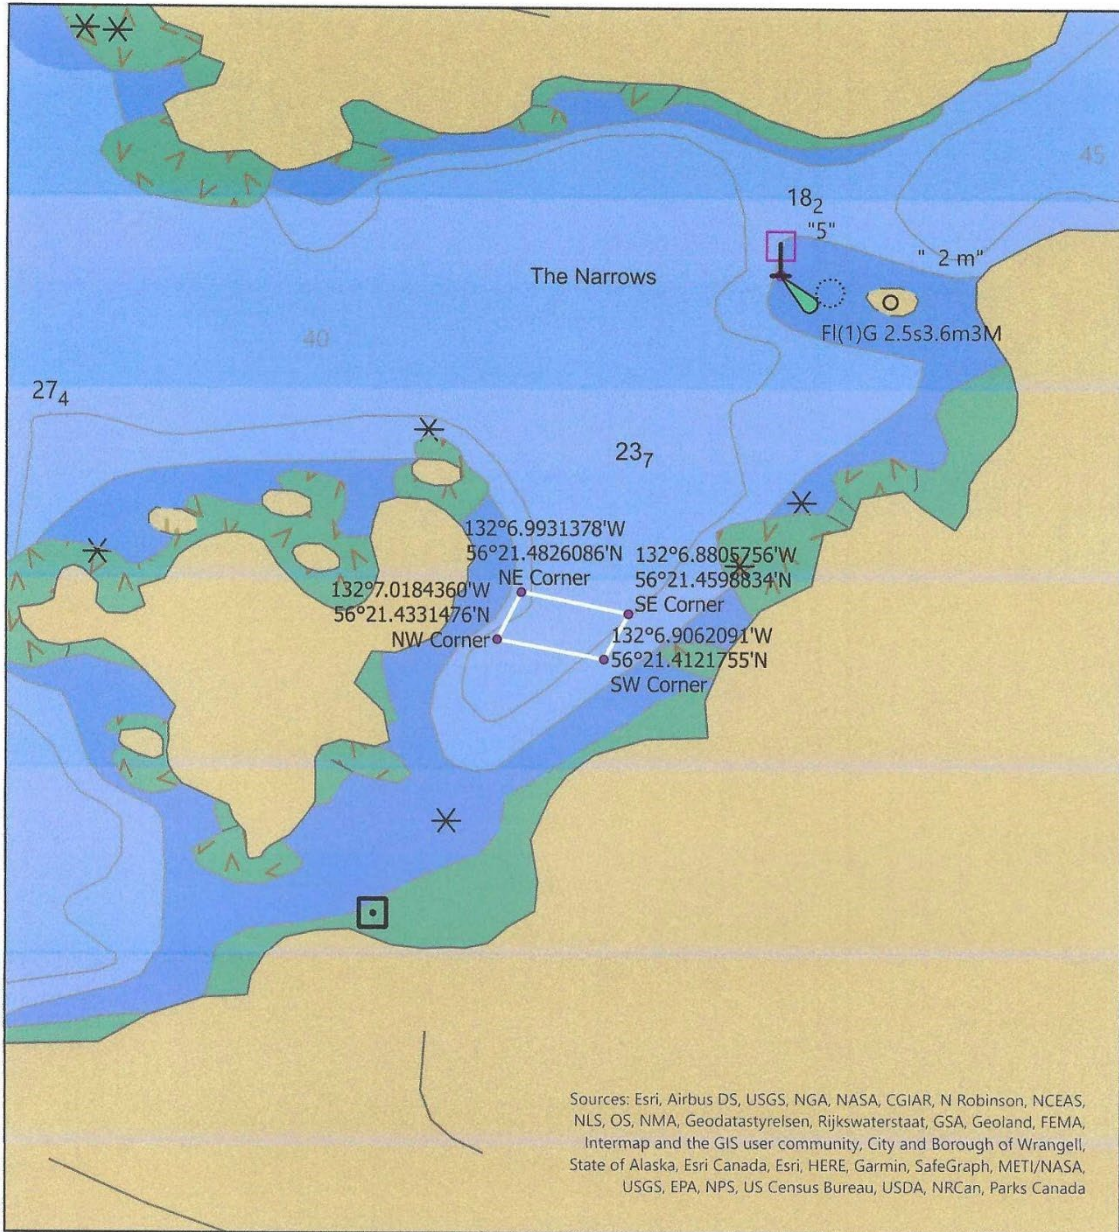 45
18₂
"5"
" 2 m"
The Narrows
Fl(1)G 2.5s3.6m3M
40
27₄
23₇
132°6.9931378'W
56°21.4826086'N
NE Corner
132°6.8805756'W
56°21.4598834'N
SE Corner
132°7.0184360'W
56°21.4331476'N
NW Corner
132°6.9062091'W
56°21.4121755'N
SW Corner
Sources: Esri, Airbus DS, USGS, NGA, NASA, CGIAR, N Robinson, NCEAS,
NLS, OS, NMA, Geodatastyrelsen, Rijkswaterstaat, GSA, Geoland, FEMA,
Intermap and the GIS user community, City and Borough of Wrangell,
State of Alaska, Esri Canada, Esri, HERE, Garmin, SafeGraph, METI/NASA,
USGS, EPA, NPS, US Census Bureau, USDA, NRCan, Parks Canada